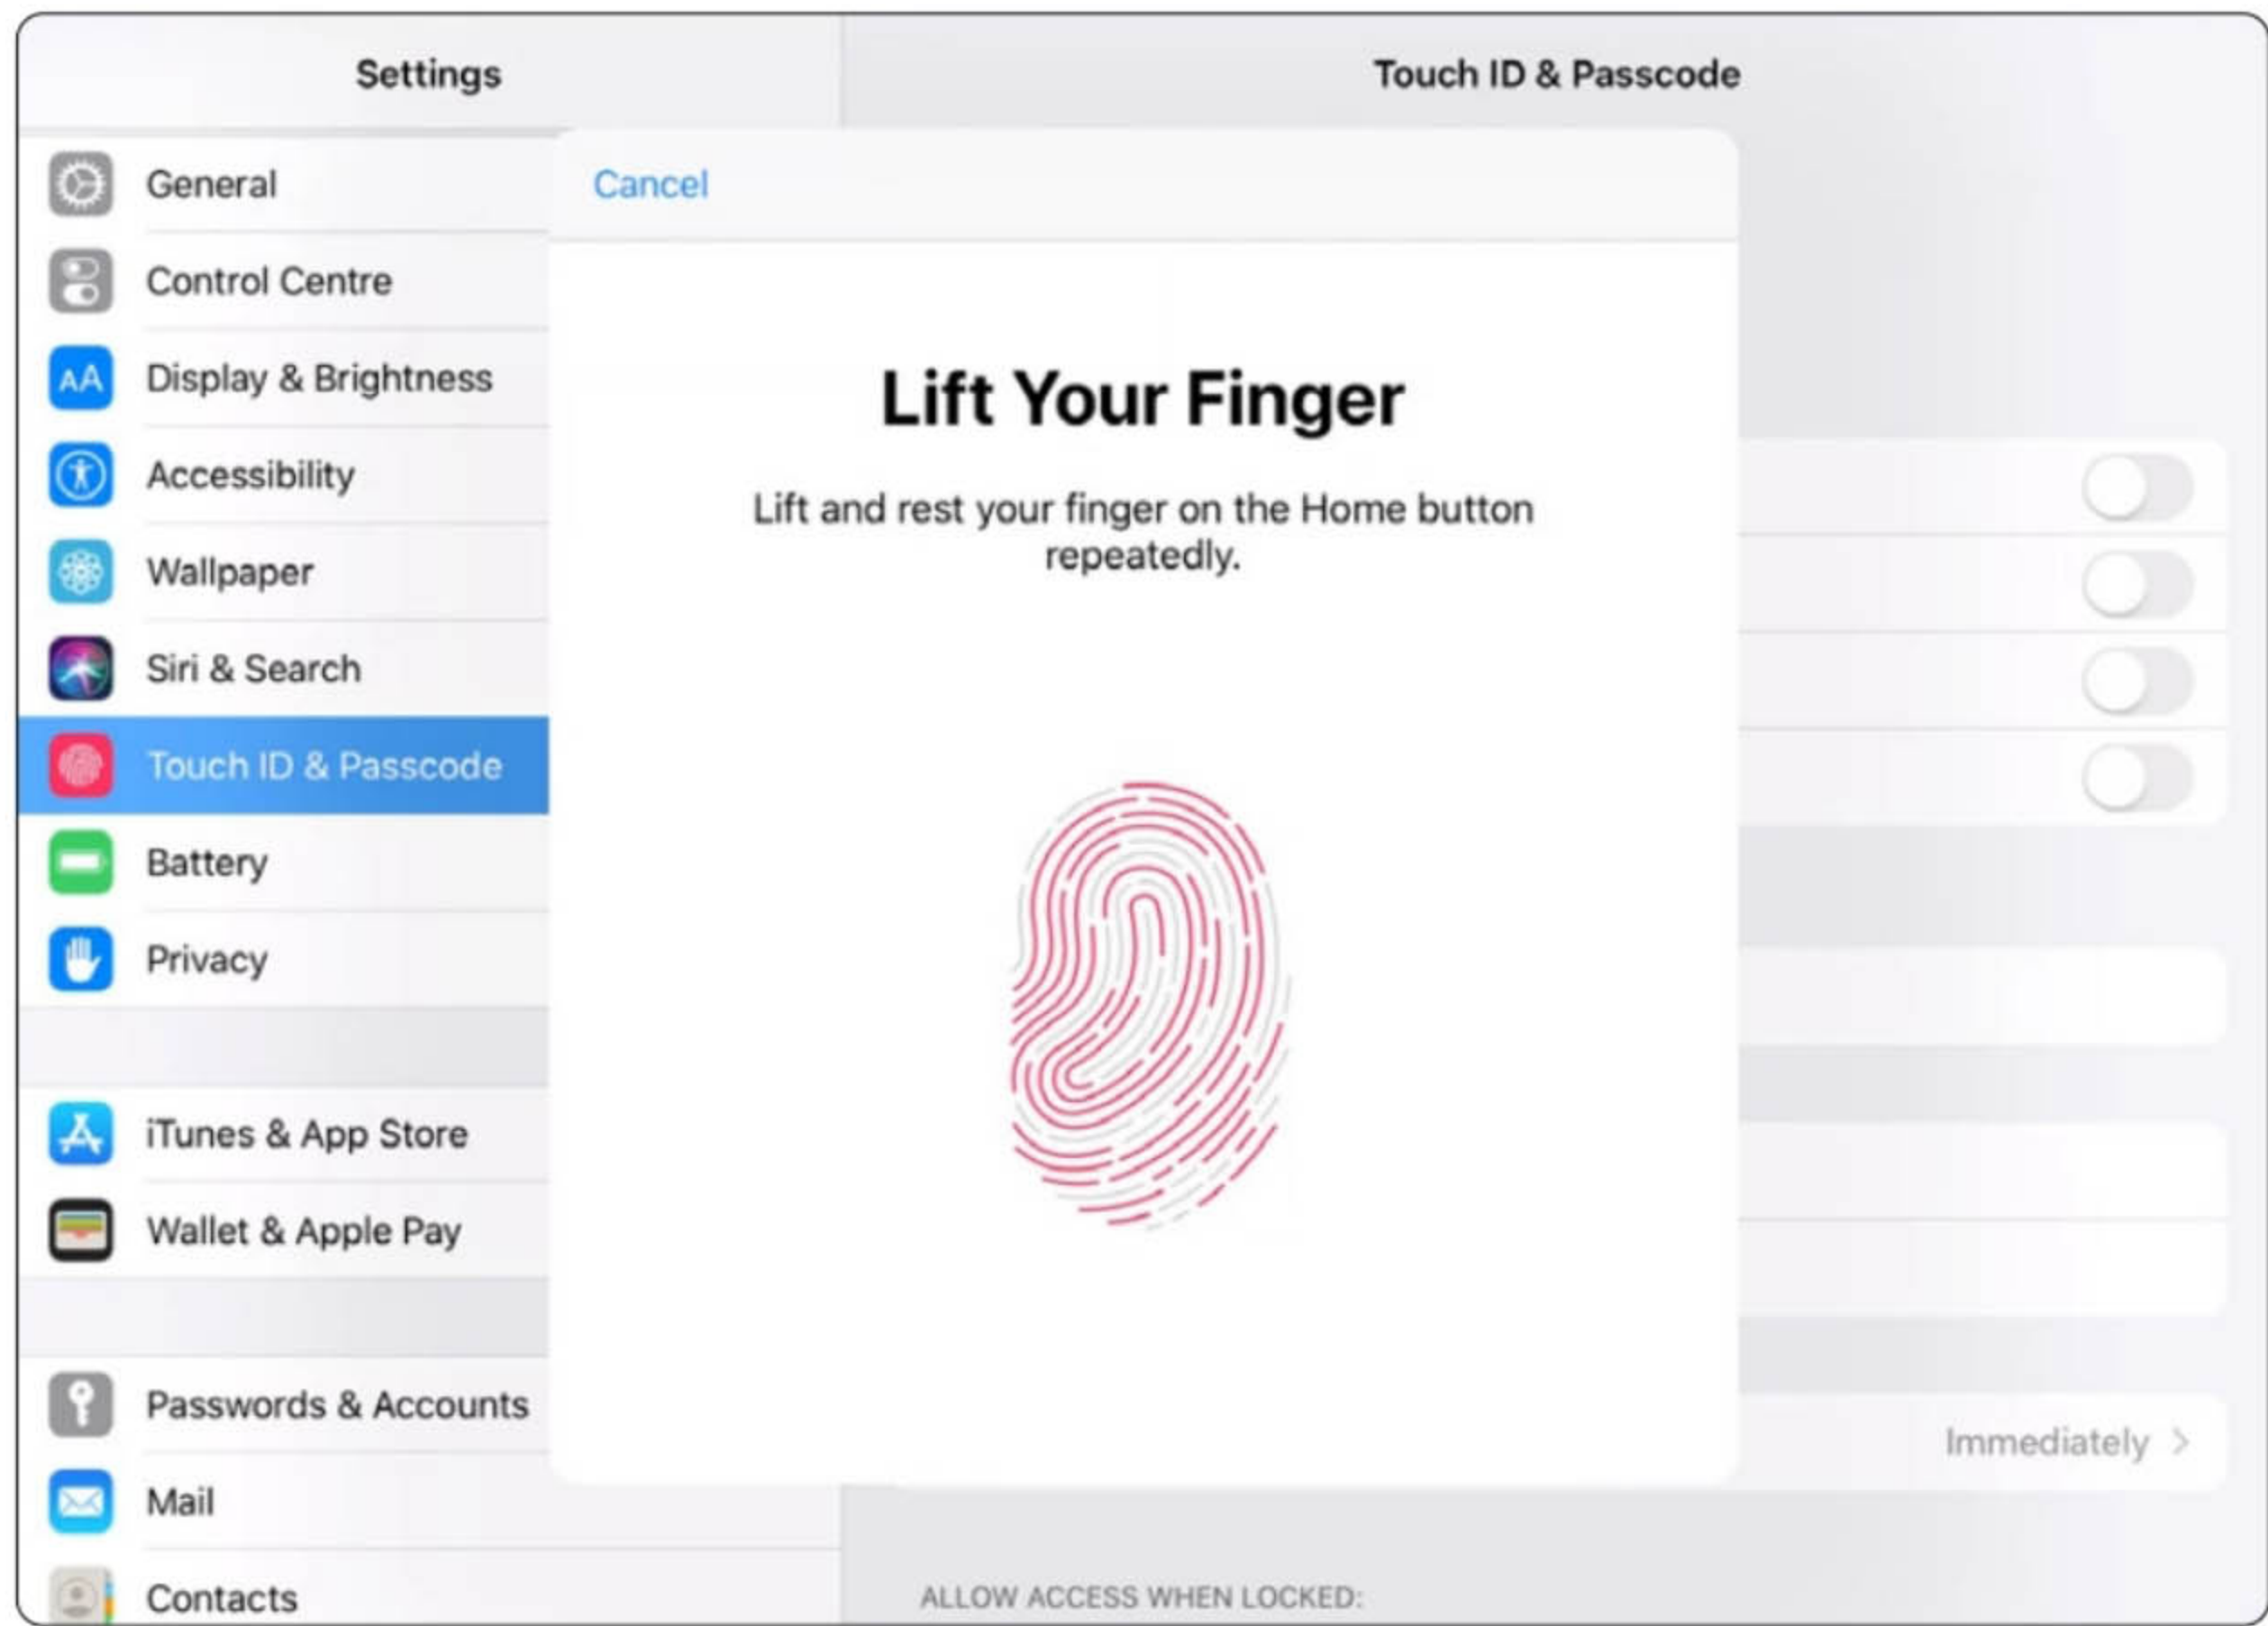 Settings
Touch ID & Passcode
General
Control Centre
AA Display & Brightness
Accessibility
Wallpaper
Siri & Search
Touch ID & Passcode
Battery
Privacy
iTunes & App Store
Wallet & Apple Pay
Passwords & Accounts
Mail
Contacts
Cancel
Lift Your Finger
Lift and rest your finger on the Home button
repeatedly.
Immediately
ALLOW ACCESS WHEN LOCKED: